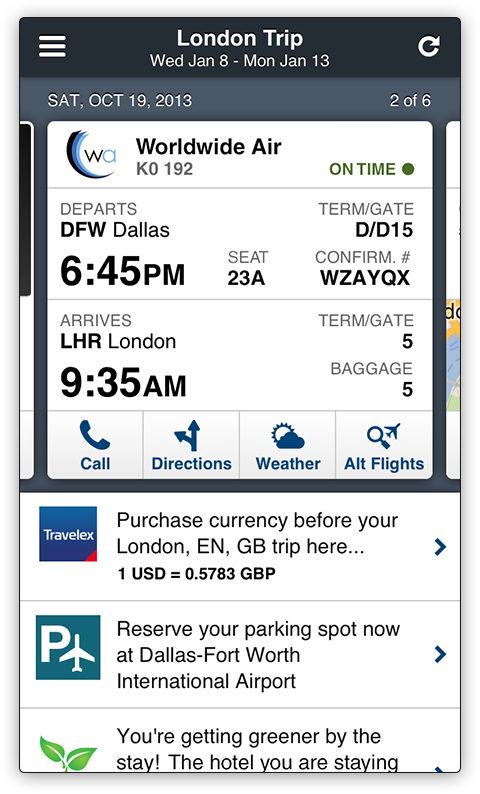 London Trip
Wed Jan 8 - Mon Jan 13
SAT, OCT 19, 2013 2 of 6
wa
Worldwide Air
K0 192 ON TIME
DEPARTS TERM/GATE
DFW Dallas D/D15
SEAT CONFIRM. #
6:45PM 23A WZAYQX
ARRIVES TERM/GATE
LHR London 5
9:35AM BAGGAGE
5
Call Directions Weather Alt Flights
Travelex
Purchase currency before your
London, EN, GB trip here...
1 USD = 0.5783 GBP
P
Reserve your parking spot now
at Dallas-Fort Worth
International Airport
You're getting greener by the
stay! The hotel you are staying